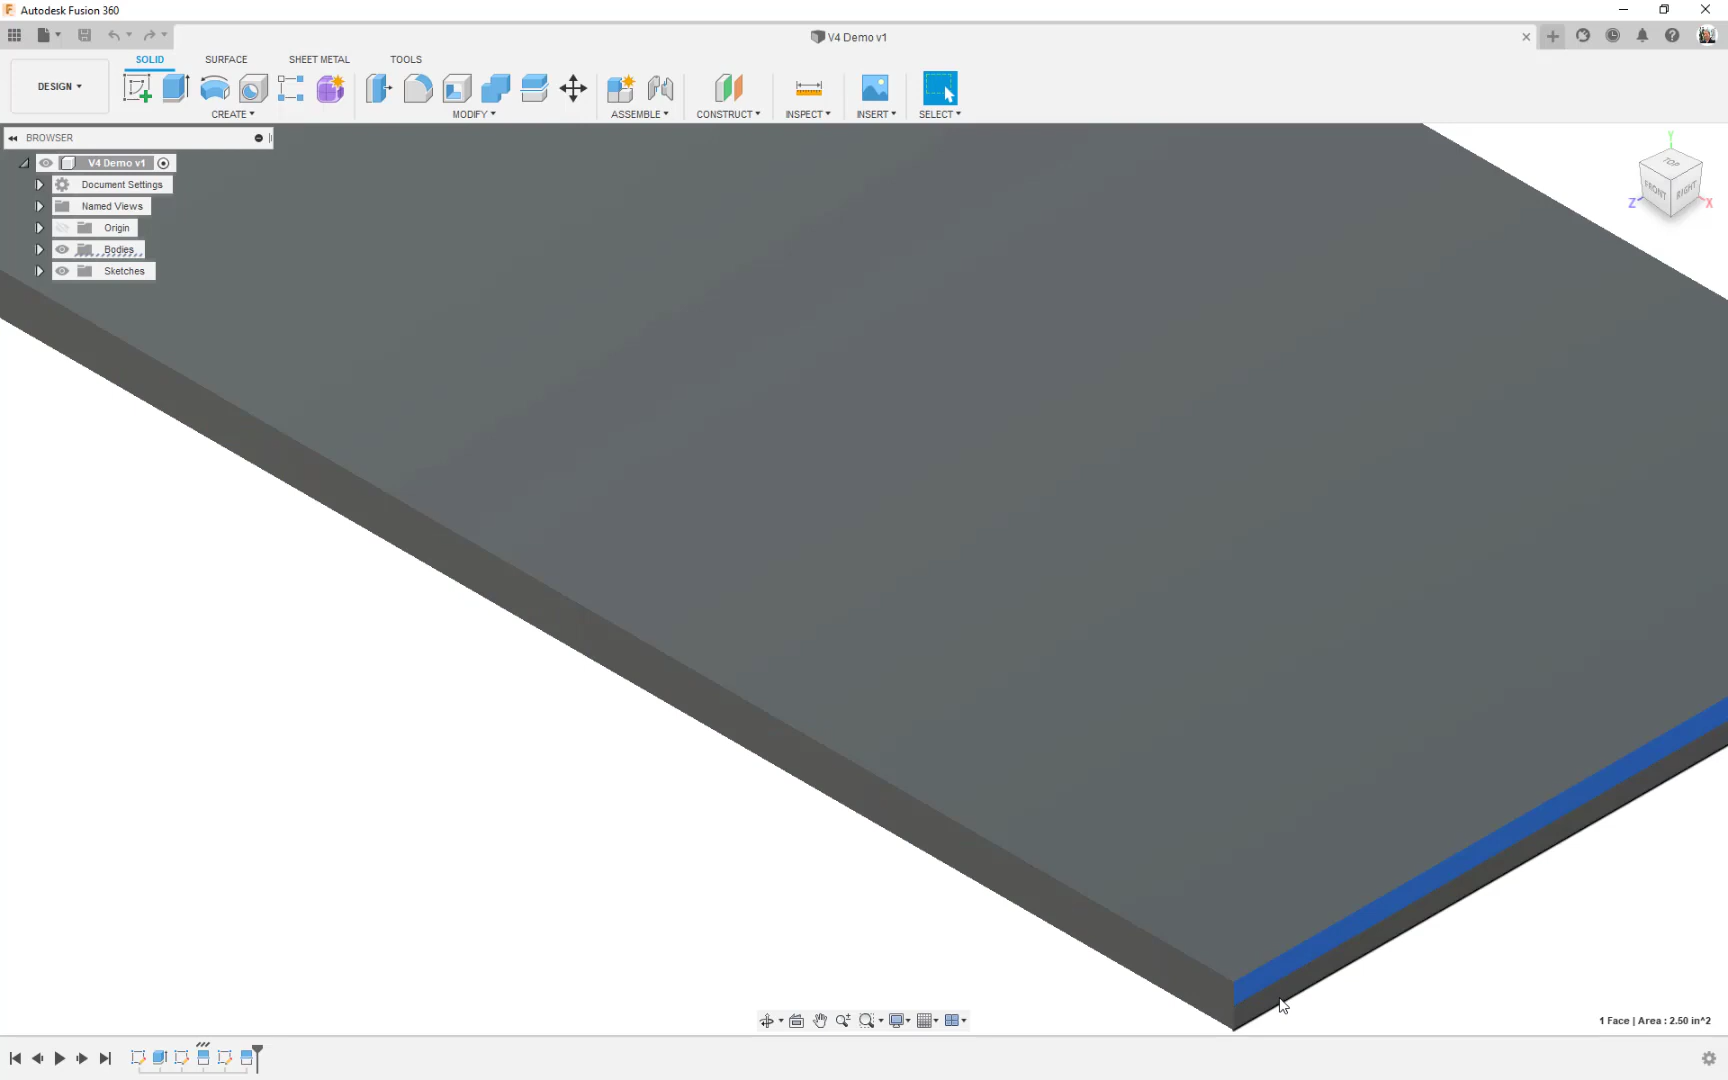 Autodesk Fusion 360
V4 Demo v1
SOLID SURFACE SHEET METAL TOOLS
DESIGN
CREATE MODIFY ASSEMBLE CONSTRUCT INSPECT INSERT SELECT
BROWSER
V4 Demo v1
Document Settings
Named Views
Origin
Bodies
Sketches
Y
TOP
FRONT RIGHT
Z X
1 Face | Area : 2.50 in^2